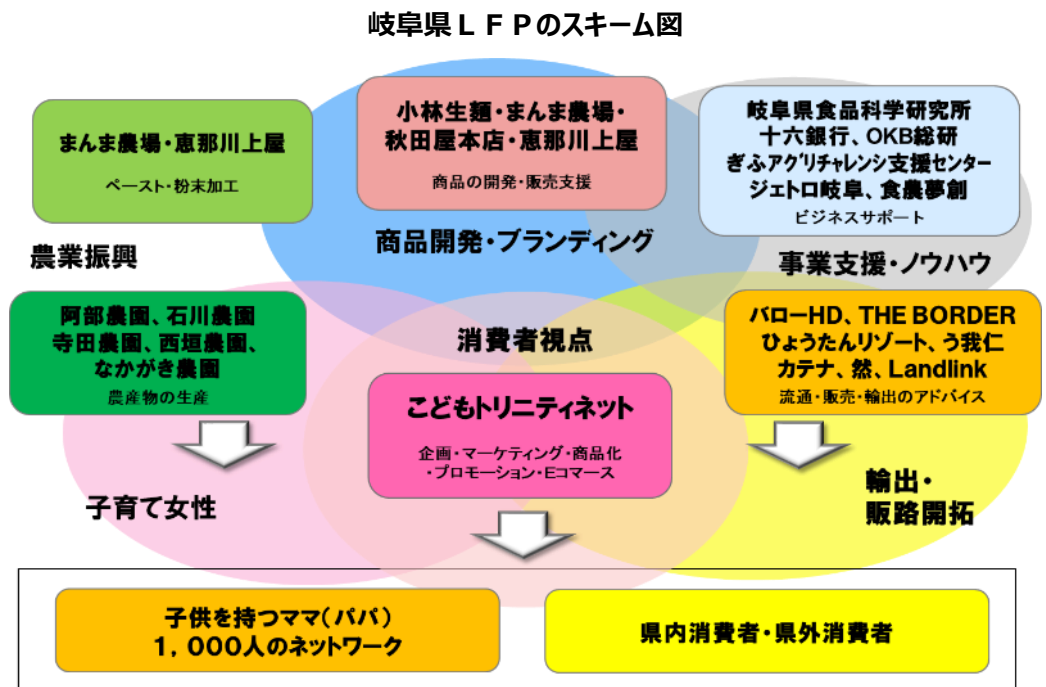 岐阜県ＬＦＰのスキーム図
まんま農場・恵那川上屋
ペースト・粉末加工
小林生麺・まんま農場・
秋田屋本店・恵那川上屋
商品の開発・販売支援
岐阜県食品科学研究所
十六銀行、OKB総研
ぎふアグリチャレンジ支援センター
ジェトロ岐阜、食農夢創
ビジネスサポート
農業振興
商品開発・ブランディング
事業支援・ノウハウ
阿部農園、石川農園
寺田農園、西垣農園、
なかがき農園
農産物の生産
消費者視点
こどもトリニティネット
企画・マーケティング・商品化
・プロモーション・Eコマース
バローHD、THE BORDER
ひょうたんリゾート、う我仁
カテナ、然、Landlink
流通・販売・輸出のアドバイス
子育て女性
輸出・
販路開拓
子供を持つママ（パパ）
１，０００人のネットワーク
県内消費者・県外消費者